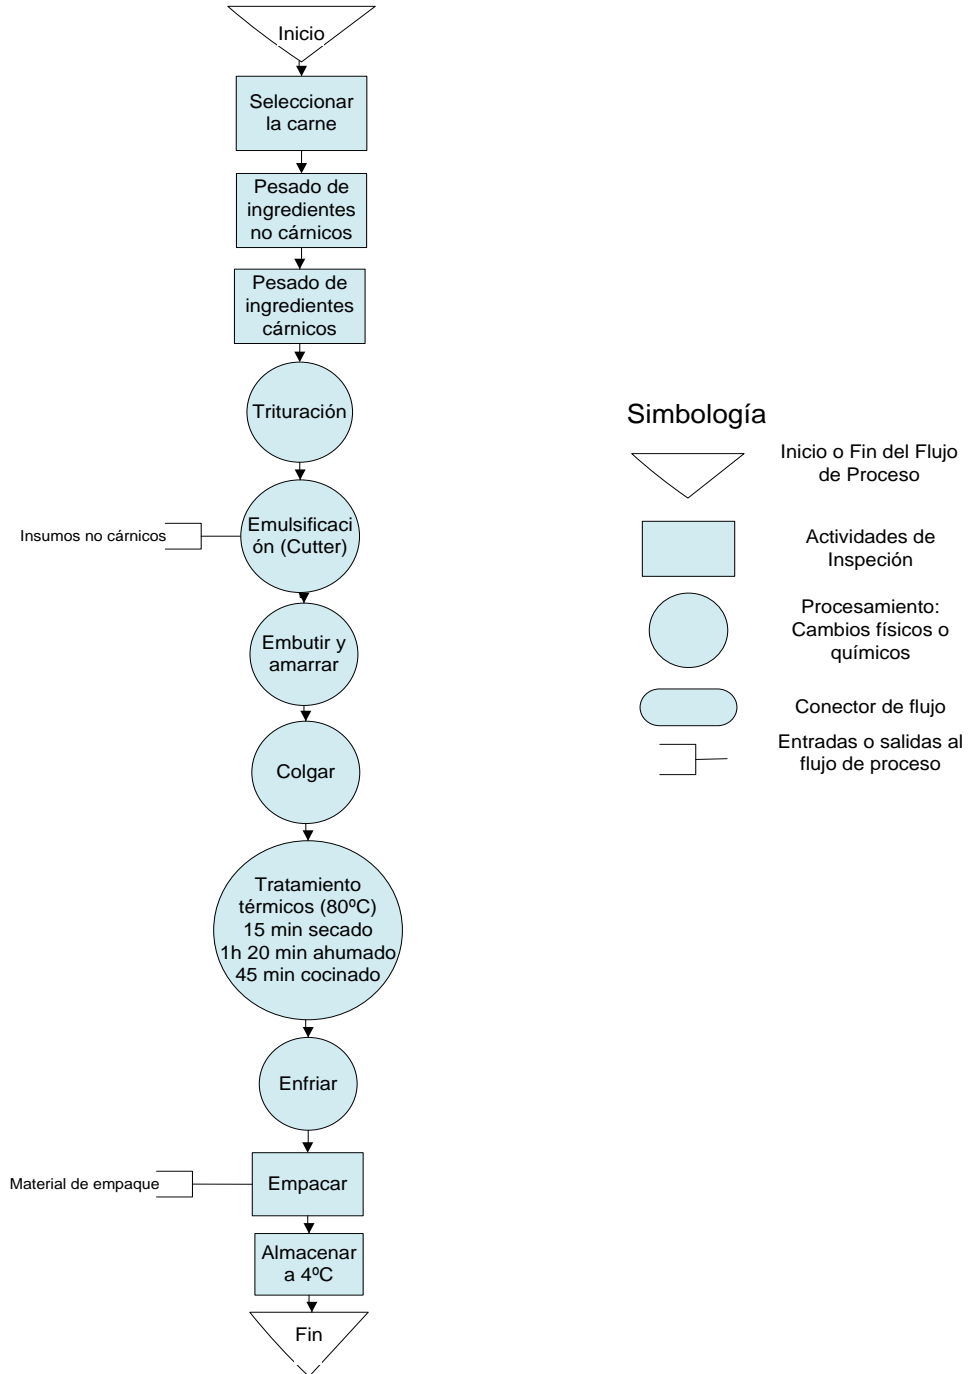 Inicio
Seleccionar
la carne
Pesado de
ingredientes
no cárnicos
Pesado de
ingredientes
cárnicos
Trituración
Insumos no cárnicos
Emulsificaci
ón (Cutter)
Embutir y
amarrar
Colgar
Tratamiento
térmicos (80ºC)
15 min secado
1h 20 min ahumado
45 min cocinado
Enfriar
Material de empaque
Empacar
Almacenar
a 4ºC
Fin
Simbología
Inicio o Fin del Flujo
de Proceso
Actividades de
Inspeción
Procesamiento:
Cambios físicos o
químicos
Conector de flujo
Entradas o salidas al
flujo de proceso